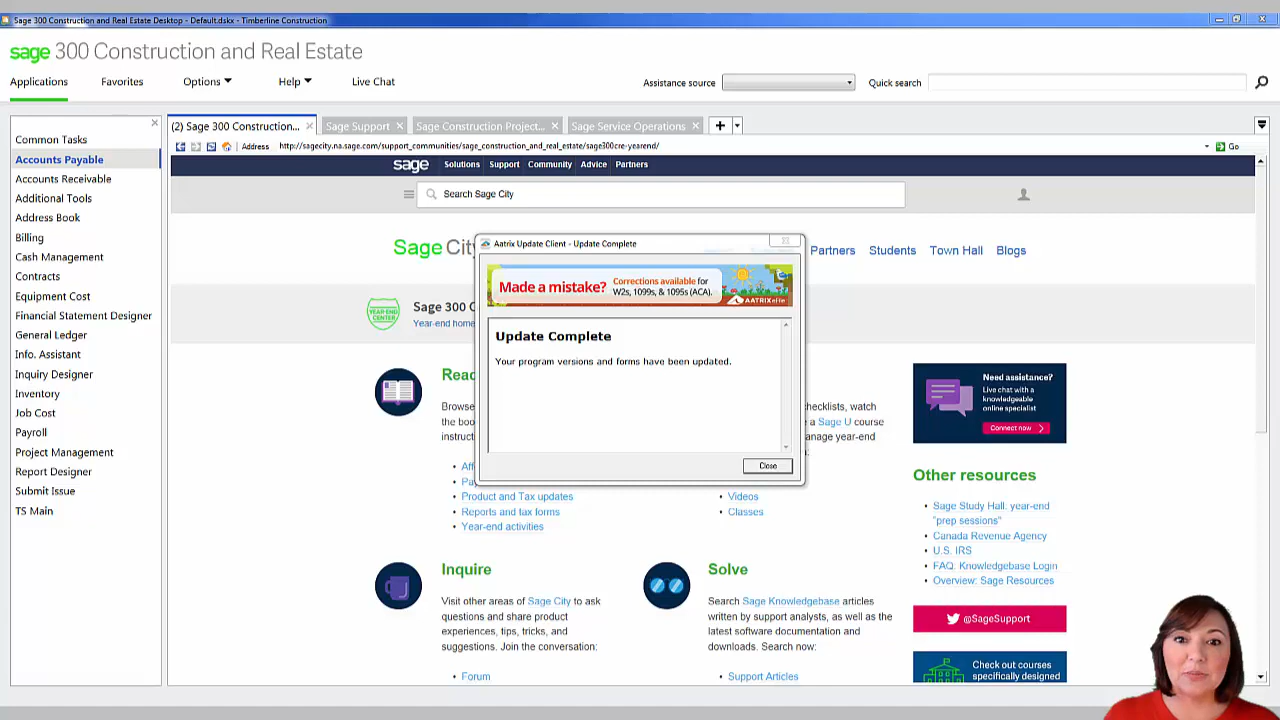 Sage 300 Construction and Real Estate Desktop - Default.dskx - Timberline Construction
sage 300 Construction and Real Estate
Applications
Favorites
Options
Help
Live Chat
Assistance source
Quick search
Common Tasks
Accounts Payable
Accounts Receivable
Additional Tools
Address Book
Billing
Cash Management
Contracts
Equipment Cost
Financial Statement Designer
General Ledger
Info. Assistant
Inquiry Designer
Inventory
Job Cost
Payroll
Project Management
Report Designer
Submit Issue
TS Main
(2) Sage 300 Construction...
Sage Support
Sage Construction Project...
Sage Service Operations
Address
http://sagecity.na.sage.com/support_communities/sage_construction_and_real_estate/sage300cre-yearend/
Go
sage
Solutions
Support
Community
Advice
Partners
Search Sage City
Sage City
Partners
Students
Town Hall
Blogs
YEAR-END
CENTER
Sage 300 C
Year-end home
Aatrix Update Client - Update Complete
Made a mistake?
Corrections available for
W2s, 1099s, & 1095s (ACA).
AATRIXeFile
Update Complete
Your program versions and forms have been updated.
Close
Read
Browse
the boo
instruct
Product and Tax updates
Reports and tax forms
Year-end activities
checklists, watch
a Sage U course
nage year-end
Videos
Classes
Need assistance?
Live chat with a
knowledgeable
online specialist
Connect now
Other resources
Sage Study Hall: year-end
"prep sessions"
Canada Revenue Agency
U.S. IRS
FAQ: Knowledgebase Login
Overview: Sage Resources
Inquire
Visit other areas of Sage City to ask
questions and share product
experiences, tips, tricks, and
suggestions. Join the conversation:
Forum
Solve
Search Sage Knowledgebase articles
written by support analysts, as well as the
latest software documentation and
downloads. Search now:
Support Articles
@SageSupport
Check out courses
specifically designed